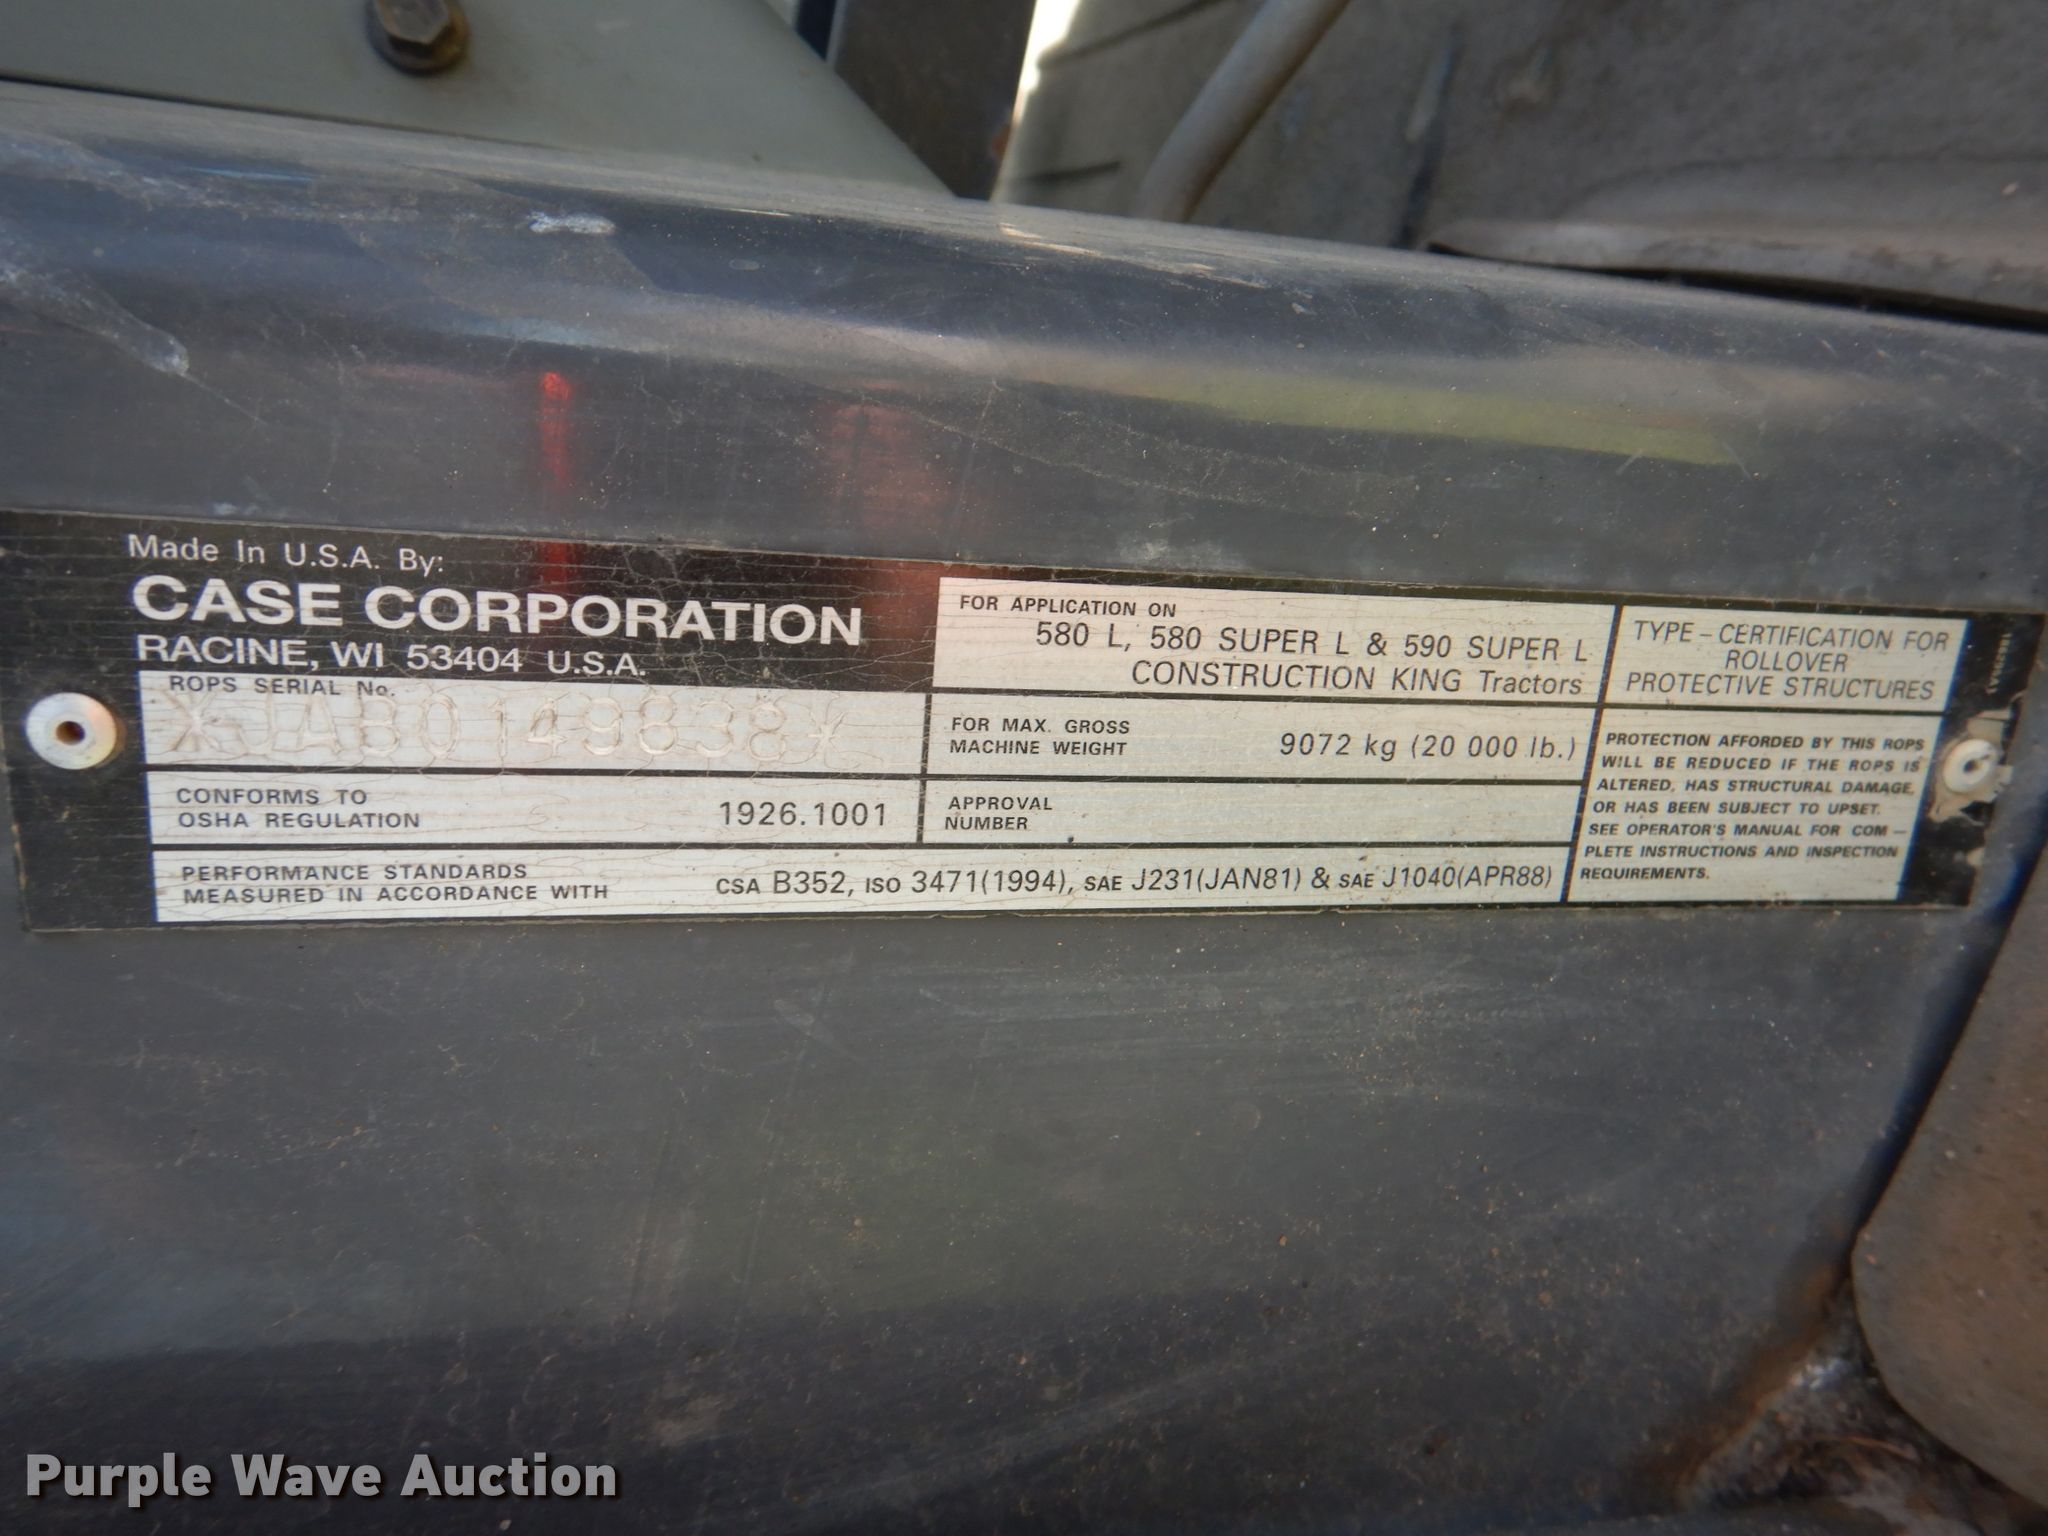 Made In U.S.A. By:
CASE CORPORATION
RACINE, WI 53404 U.S.A.
ROPS SERIAL No.
*JAB0149838*
CONFORMS TO
OSHA REGULATION
1926.1001
PERFORMANCE STANDARDS
MEASURED IN ACCORDANCE WITH
CSA B352, ISO 3471(1994), SAE J231(JAN81) & SAE J1040(APR88)
FOR APPLICATION ON
580 L, 580 SUPER L & 590 SUPER L
CONSTRUCTION KING Tractors
FOR MAX. GROSS
MACHINE WEIGHT
9072 kg (20 000 lb.)
APPROVAL
NUMBER
TYPE – CERTIFICATION FOR
ROLLOVER
PROTECTIVE STRUCTURES
PROTECTION AFFORDED BY THIS ROPS
WILL BE REDUCED IF THE ROPS IS
ALTERED, HAS STRUCTURAL DAMAGE,
OR HAS BEEN SUBJECT TO UPSET.
SEE OPERATOR'S MANUAL FOR COM –
PLETE INSTRUCTIONS AND INSPECTION
REQUIREMENTS.
Purple Wave Auction